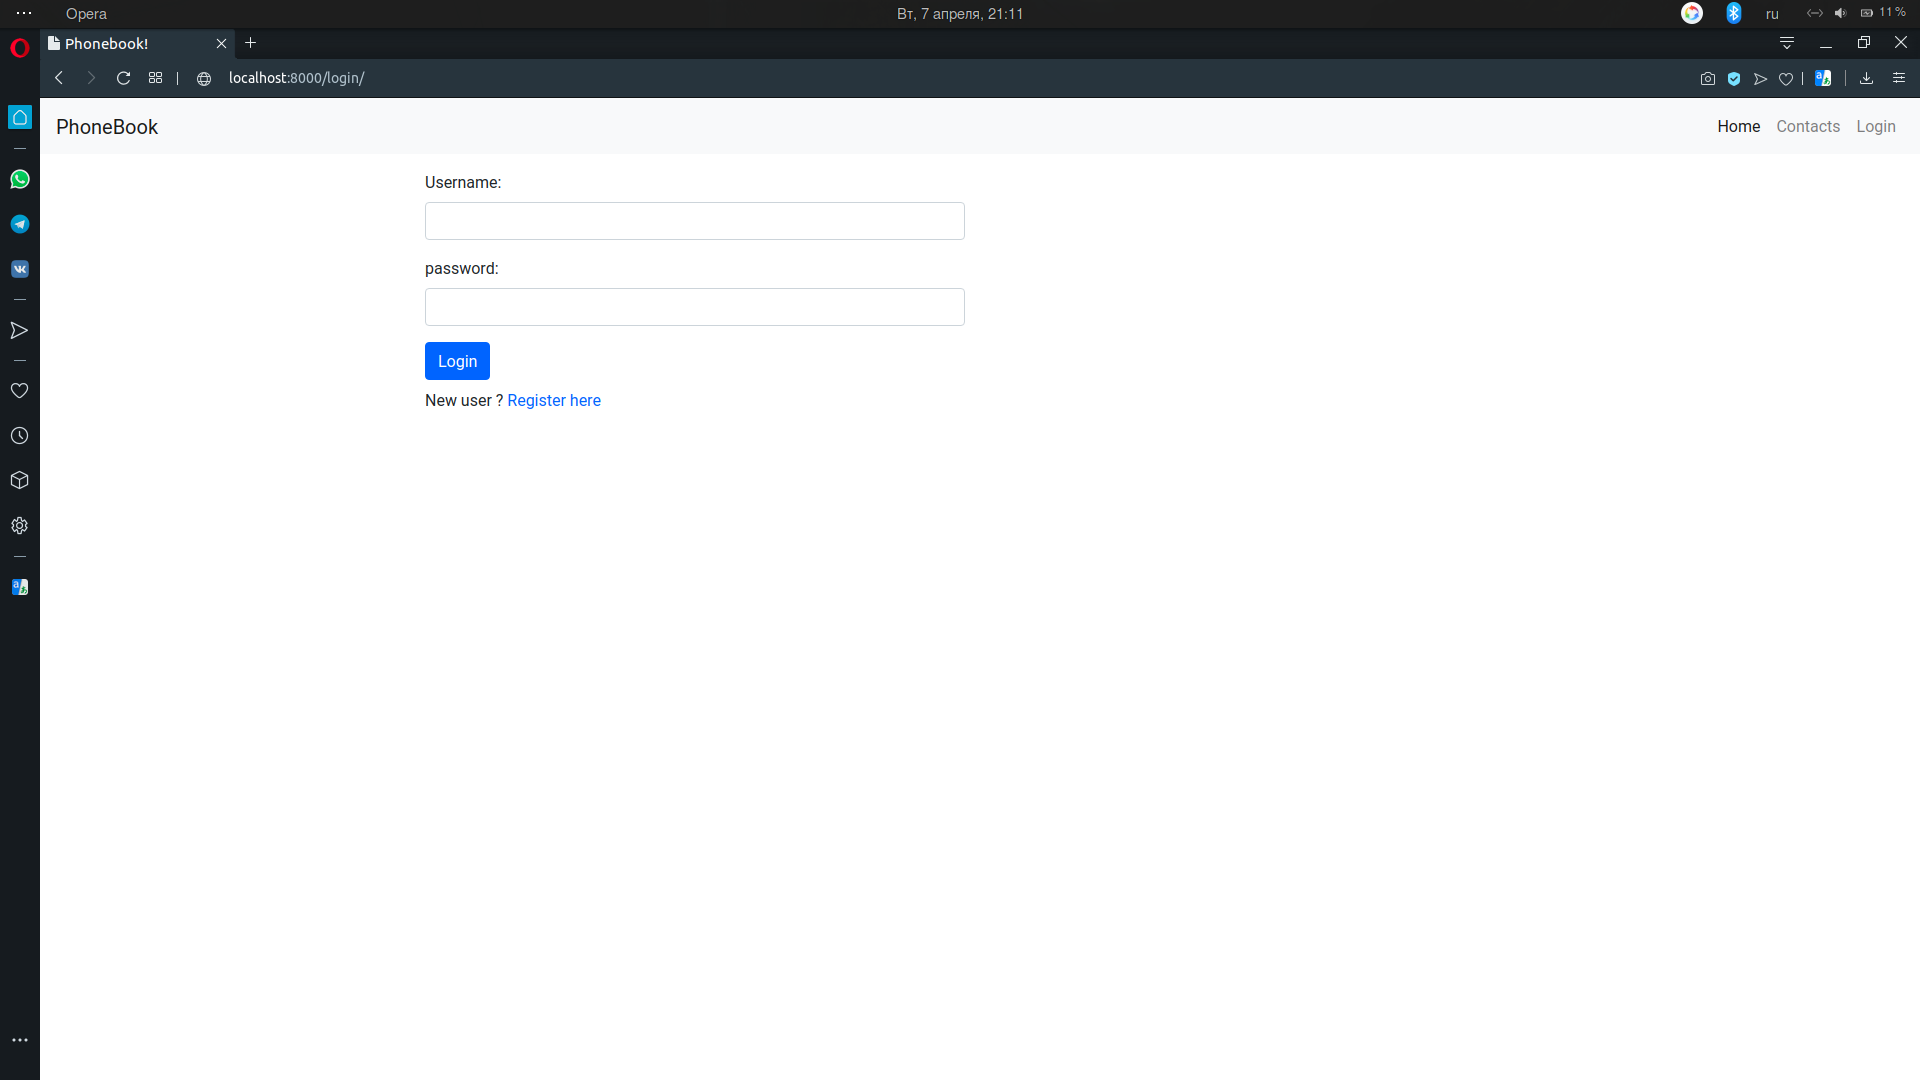 Opera
Вт, 7 апреля, 21:11
ru
11 %
Phonebook!
localhost:8000/login/
PhoneBook
Home
Contacts
Login
Username:
password:
Login
New user ? Register here